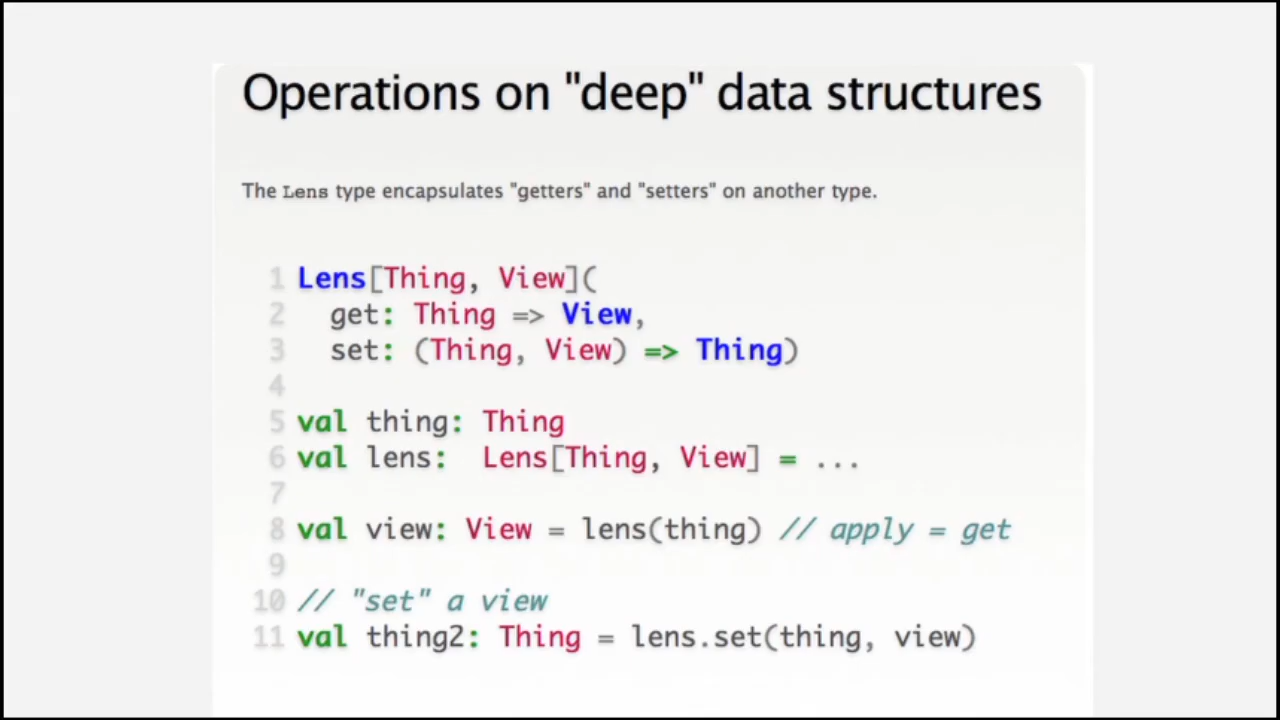 Operations on "deep" data structures
The Lens type encapsulates "getters" and "setters" on another type.
1 Lens[Thing, View](
2   get: Thing => View,
3   set: (Thing, View) => Thing)
4
5 val thing: Thing
6 val lens:  Lens[Thing, View] = ...
7
8 val view: View = lens(thing) // apply = get
9
10 // "set" a view
11 val thing2: Thing = lens.set(thing, view)